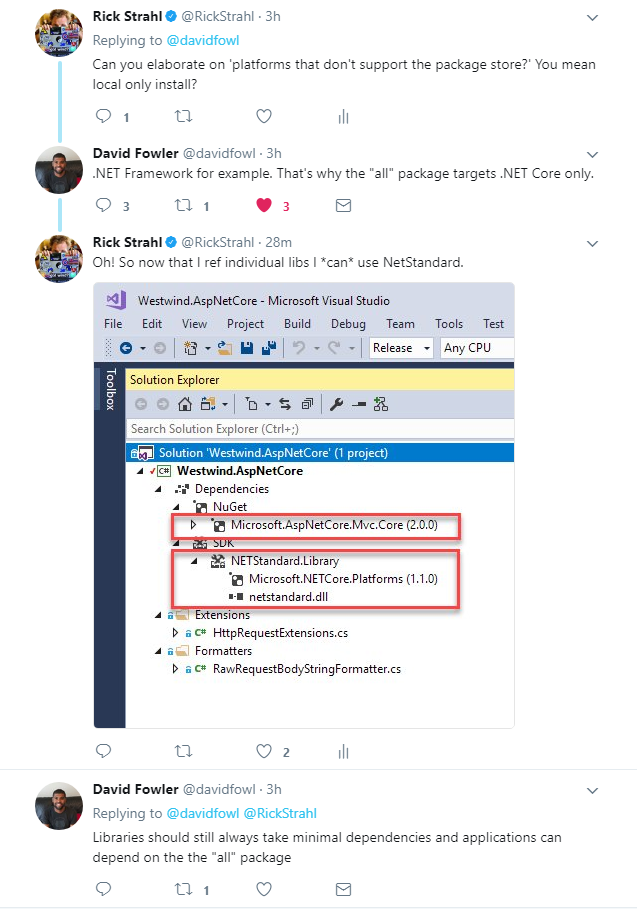 Rick Strahl @RickStrahl · 3h
Replying to @davidfowl
Can you elaborate on 'platforms that don't support the package store?' You mean
local only install?
1
David Fowler @davidfowl · 3h
.NET Framework for example. That's why the "all" package targets .NET Core only.
3 1 3
Rick Strahl @RickStrahl · 28m
Oh! So now that I ref individual libs I *can* use NetStandard.
Westwind.AspNetCore - Microsoft Visual Studio
File Edit View Project Build Debug Team Tools Test
Release Any CPU
Toolbox
Solution Explorer
Search Solution Explorer (Ctrl+;)
Solution 'Westwind.AspNetCore' (1 project)
C# Westwind.AspNetCore
Dependencies
NuGet
Microsoft.AspNetCore.Mvc.Core (2.0.0)
SDK
NETStandard.Library
Microsoft.NETCore.Platforms (1.1.0)
netstandard.dll
Extensions
C# HttpRequestExtensions.cs
Formatters
C# RawRequestBodyStringFormatter.cs
2
David Fowler @davidfowl · 3h
Replying to @davidfowl @RickStrahl
Libraries should still always take minimal dependencies and applications can
depend on the the "all" package
1